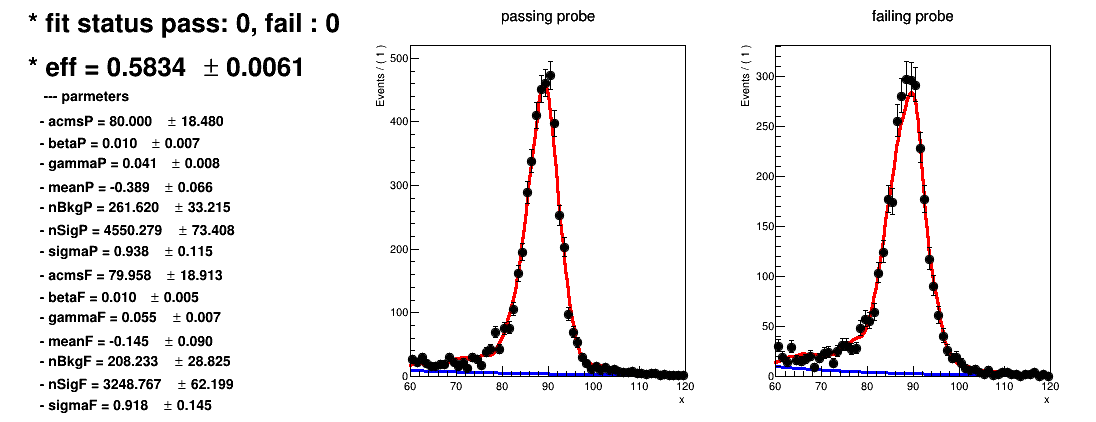 * fit status pass: 0, fail : 0
* eff = 0.5834 ± 0.0061
--- parmeters
- acmsP = 80.000 ± 18.480
- betaP = 0.010 ± 0.007
- gammaP = 0.041 ± 0.008
- meanP = -0.389 ± 0.066
- nBkgP = 261.620 ± 33.215
- nSigP = 4550.279 ± 73.408
- sigmaP = 0.938 ± 0.115
- acmsF = 79.958 ± 18.913
- betaF = 0.010 ± 0.005
- gammaF = 0.055 ± 0.007
- meanF = -0.145 ± 0.090
- nBkgF = 208.233 ± 28.825
- nSigF = 3248.767 ± 62.199
- sigmaF = 0.918 ± 0.145
passing probe
Events / ( 1 )
500
400
300
200
100
0
60 70 80 90 100 110 120
x
failing probe
Events / ( 1 )
300
250
200
150
100
50
0
60 70 80 90 100 110 120
x